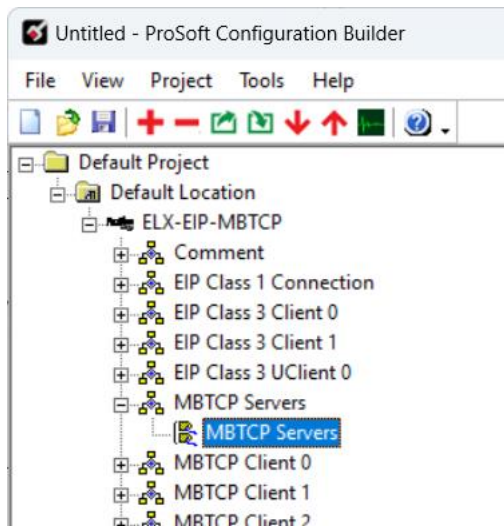 Untitled - ProSoft Configuration Builder
File View Project Tools Help
Default Project
Default Location
ELX-EIP-MBTCP
Comment
EIP Class 1 Connection
EIP Class 3 Client 0
EIP Class 3 Client 1
EIP Class 3 UClient 0
MBTCP Servers
MBTCP Servers
MBTCP Client 0
MBTCP Client 1
MBTCP Client 2